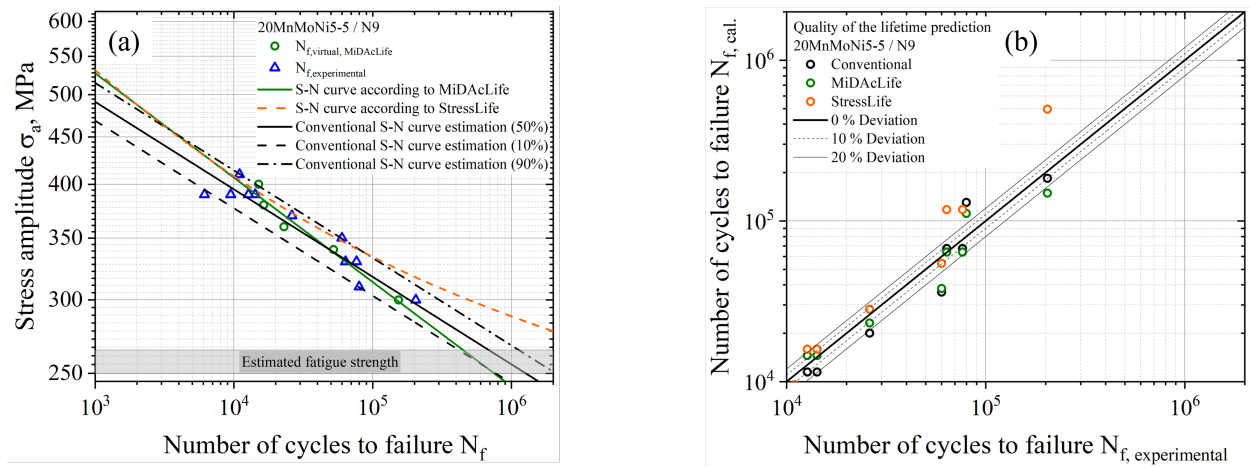 20MnMoNi5-5 / N9
(a)
N_f,virtual, MiDAcLife
N_f,experimental
S-N curve according to MiDAcLife
S-N curve according to StressLife
Conventional S-N curve estimation (50%)
Conventional S-N curve estimation (10%)
Conventional S-N curve estimation (90%)
Stress amplitude σ_a, MPa
600
500
450
400
350
300
250
Estimated fatigue strength
10^3
10^4
10^5
10^6
Number of cycles to failure N_f
Quality of the lifetime prediction
20MnMoNi5-5 / N9
(b)
Conventional
MiDAcLife
StressLife
0 % Deviation
10 % Deviation
20 % Deviation
Number of cycles to failure N_f, cal.
10^6
10^5
10^4
10^4
10^5
10^6
Number of cycles to failure N_f, experimental